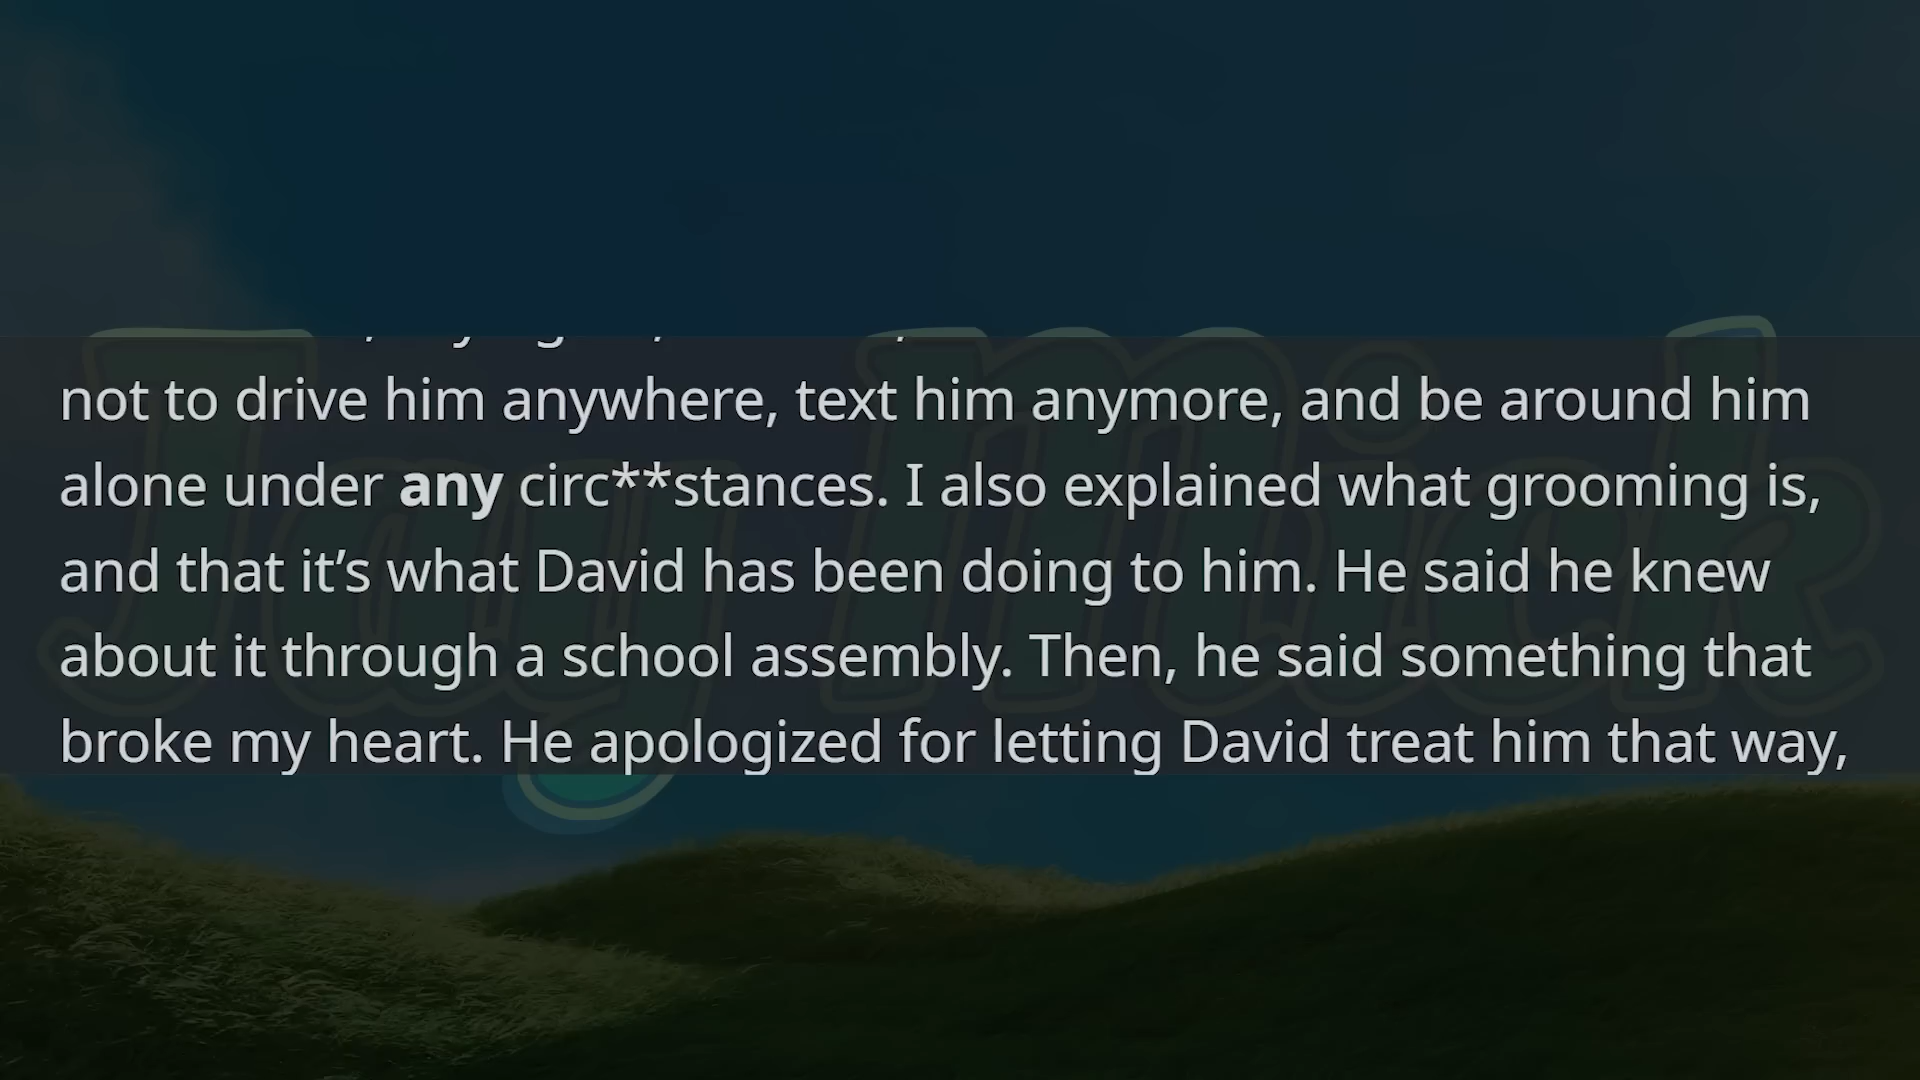 not to drive him anywhere, text him anymore, and be around him
alone under any circ**stances. I also explained what grooming is,
and that it’s what David has been doing to him. He said he knew
about it through a school assembly. Then, he said something that
broke my heart. He apologized for letting David treat him that way,
Jay Mick